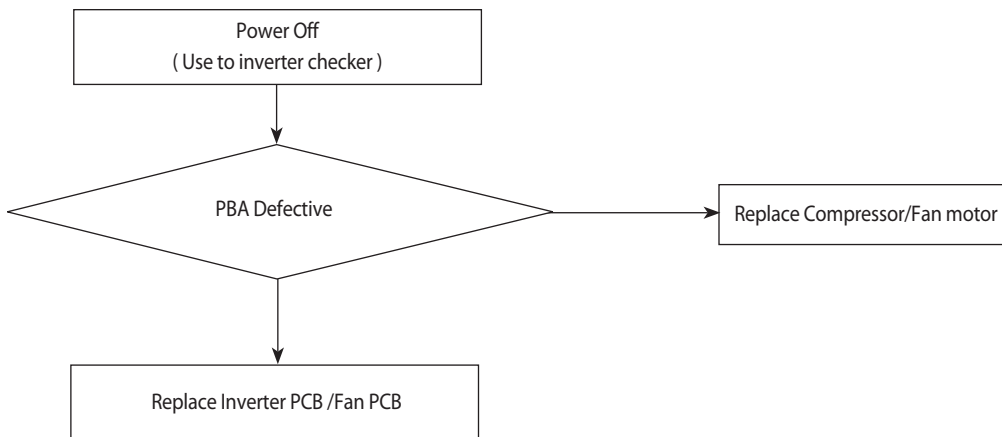 Power Off
( Use to inverter checker )
PBA Defective
Replace Compressor/Fan motor
Replace Inverter PCB /Fan PCB